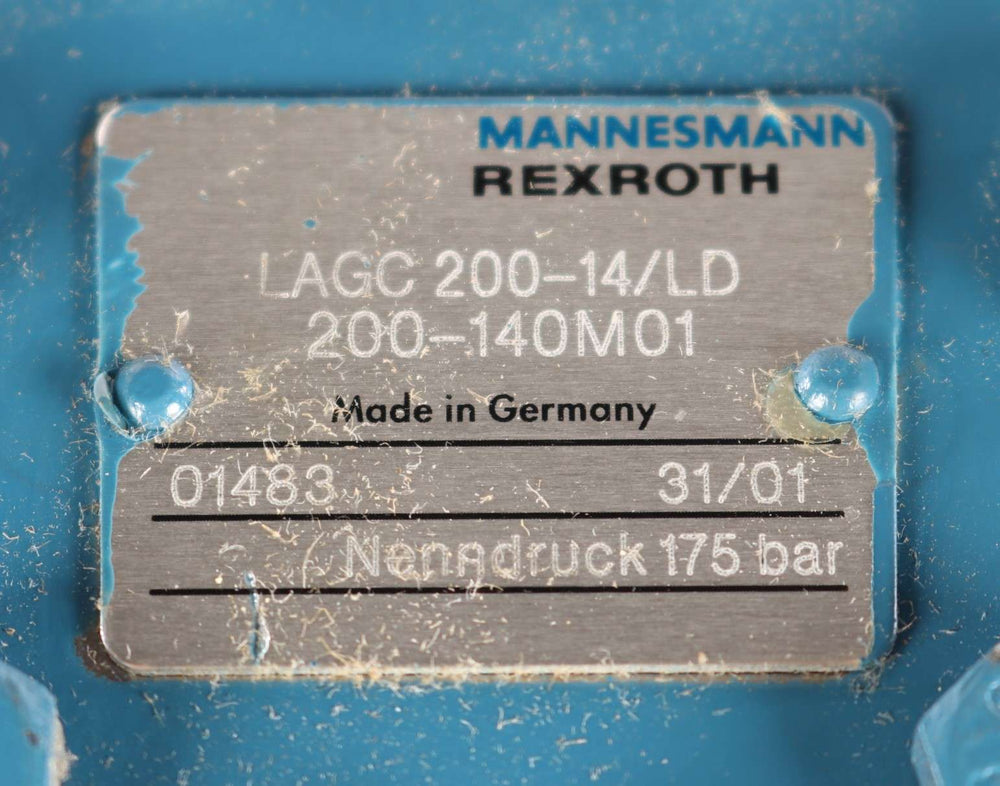 MANNESMANN
REXROTH
LAGC 200-14/LD
200-140M01
Made in Germany
01483 31/01
Nenndruck 175 bar